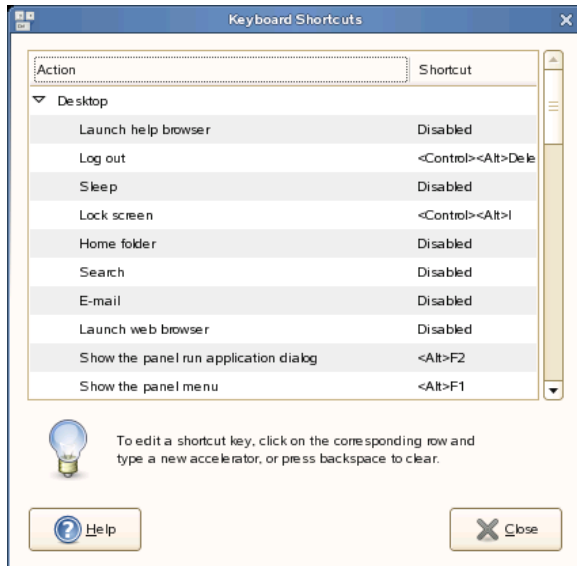 Keyboard Shortcuts
Action Shortcut
Desktop
Launch help browser Disabled
Log out <Control><Alt>Dele
Sleep Disabled
Lock screen <Control><Alt>l
Home folder Disabled
Search Disabled
E-mail Disabled
Launch web browser Disabled
Show the panel run application dialog <Alt>F2
Show the panel menu <Alt>F1
To edit a shortcut key, click on the corresponding row and
type a new accelerator, or press backspace to clear.
Help Close